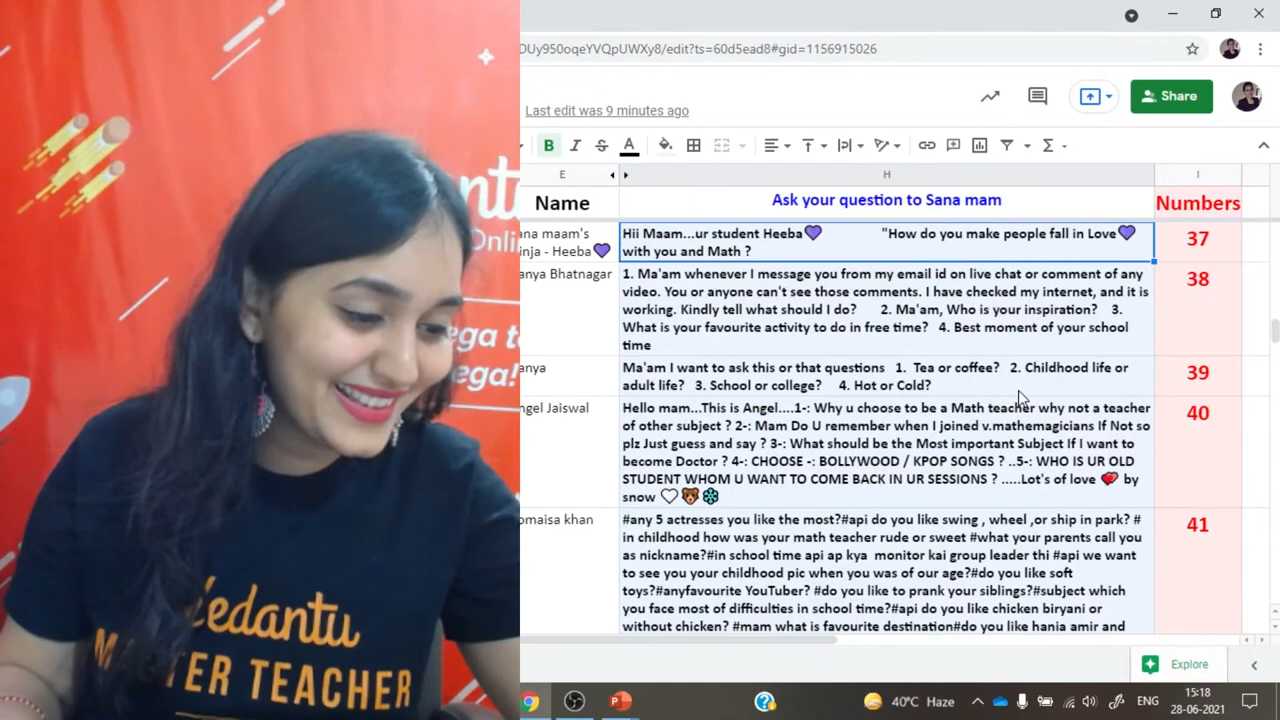 DUy950oqeYVQpUWXy8/edit?ts=60d5ead8#gid=1156915026
Last edit was 9 minutes ago
Share
B I S A
E H I
Name
Ask your question to Sana mam
Numbers
ana maam's
inja - Heeba💜
Hii Maam...ur student Heeba💜 "How do you make people fall in Love💜
with you and Math ?
37
anya Bhatnagar
1. Ma'am whenever I message you from my email id on live chat or comment of any
video. You or anyone can't see those comments. I have checked my internet, and it is
working. Kindly tell what should I do? 2. Ma'am, Who is your inspiration? 3.
What is your favourite activity to do in free time? 4. Best moment of your school
time
38
anya
Ma'am I want to ask this or that questions 1. Tea or coffee? 2. Childhood life or
adult life? 3. School or college? 4. Hot or Cold?
39
ngel Jaiswal
Hello mam...This is Angel....1-: Why u choose to be a Math teacher why not a teacher
of other subject ? 2-: Mam Do U remember when I joined v.mathemagicians If Not so
plz Just guess and say ? 3-: What should be the Most important Subject If I want to
become Doctor ? 4-: CHOOSE -: BOLLYWOOD / KPOP SONGS ? ..5-: WHO IS UR OLD
STUDENT WHOM U WANT TO COME BACK IN UR SESSIONS ? .....Lot's of love 💕 by
snow 🤍🐻❄
40
omaisa khan
#any 5 actresses you like the most?#api do you like swing , wheel ,or ship in park? #
in childhood how was your math teacher rude or sweet #what your parents call you
as nickname?#in school time api ap kya monitor kai group leader thi #api we want
to see you your childhood pic when you was of our age?#do you like soft
toys?#anyfavourite YouTuber? #do you like to prank your siblings?#subject which
you face most of difficulties in school time?#api do you like chicken biryani or
without chicken? #mam what is favourite destination#do you like hania amir and
41
Explore
40°C Haze
ENG
15:18
28-06-2021
Vedantu
MASTER TEACHER